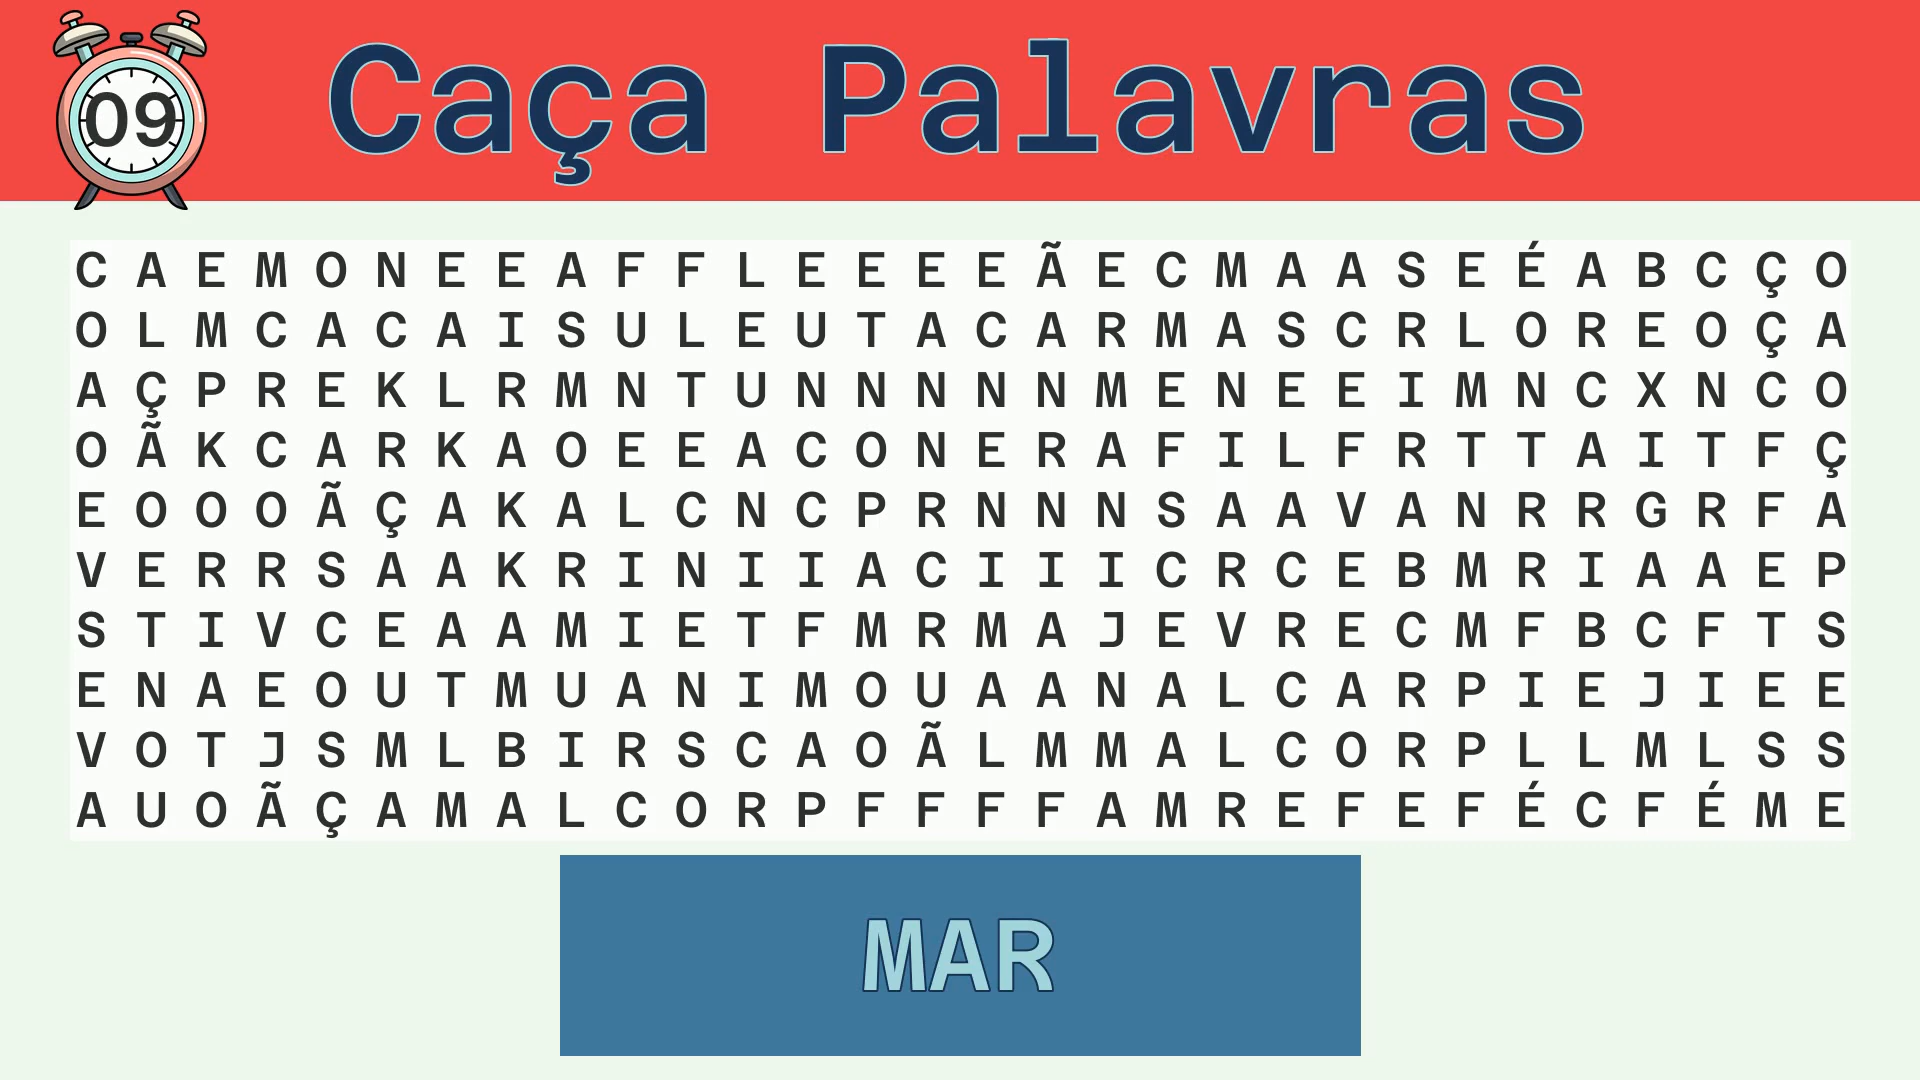 09
Caça Palavras
C A E M O N E E A F F L E E E E Ã E C M A A S E É A B C Ç O
O L M C A C A I S U L E U T A C A R M A S C R L O R E O Ç A
A Ç P R E K L R M N T U N N N N N M E N E E I M N C X N C O
O Ã K C A R K A O E E A C O N E R A F I L F R T T A I T F Ç
E O O O Ã Ç A K A L C N C P R N N N S A A V A N R R G R F A
V E R R S A A K R I N I I A C I I I C R C E B M R I A A E P
S T I V C E A A M I E T F M R M A J E V R E C M F B C F T S
E N A E O U T M U A N I M O U A A N A L C A R P I E J I E E
V O T J S M L B I R S C A O Ã L M M A L C O R P L L M L S S
A U O Ã Ç A M A L C O R P F F F F A M R E F E F É C F É M E
MAR